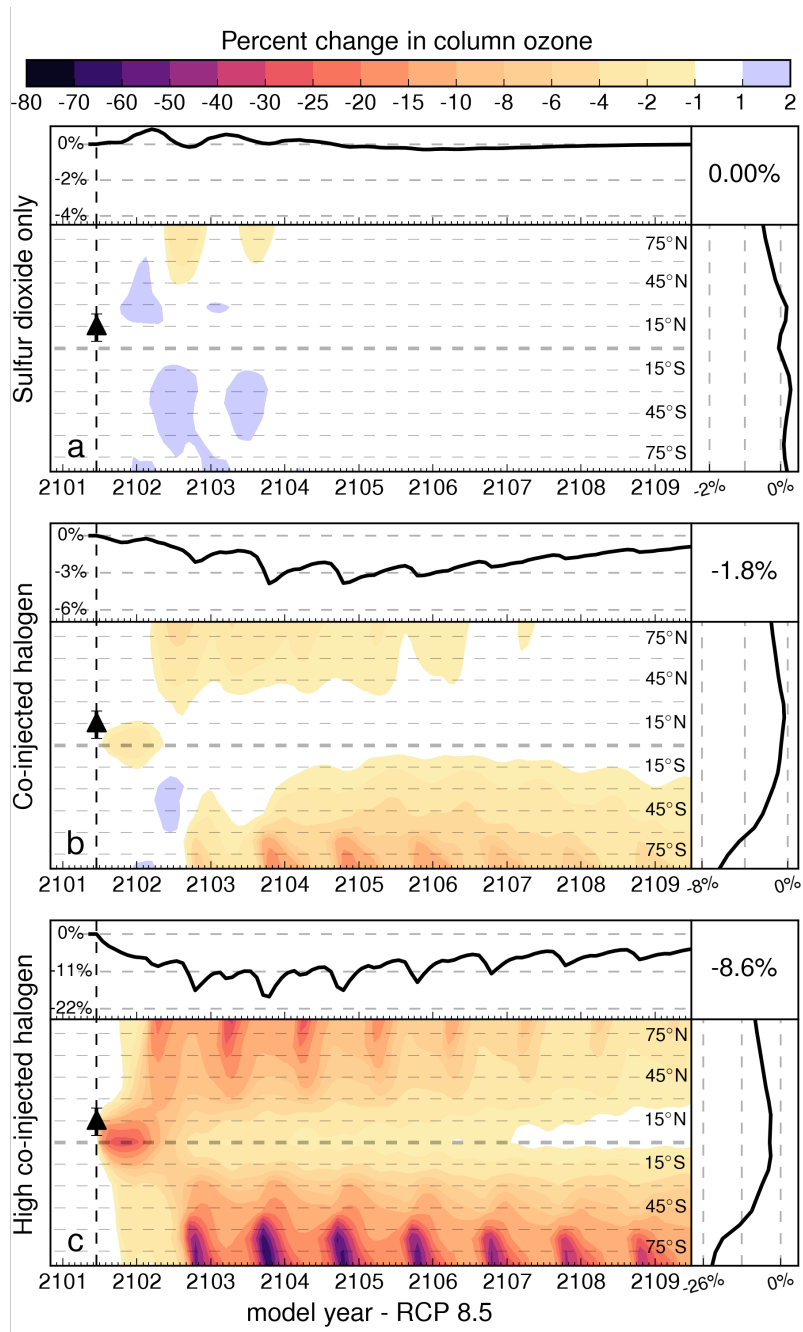 Percent change in column ozone
-80 -70 -60 -50 -40 -30 -25 -20 -15 -10 -8 -6 -4 -2 -1 1 2
Sulfur dioxide only
0%
-2%
-4%
0.00%
75°N
45°N
15°N
15°S
45°S
75°S
a
2101 2102 2103 2104 2105 2106 2107 2108 2109 -2% 0%
Co-injected halogen
0%
-3%
-6%
-1.8%
75°N
45°N
15°N
15°S
45°S
75°S
b
2101 2102 2103 2104 2105 2106 2107 2108 2109 -8% 0%
High co-injected halogen
0%
-11%
-22%
-8.6%
75°N
45°N
15°N
15°S
45°S
75°S
c
2101 2102 2103 2104 2105 2106 2107 2108 2109 -26% 0%
model year - RCP 8.5